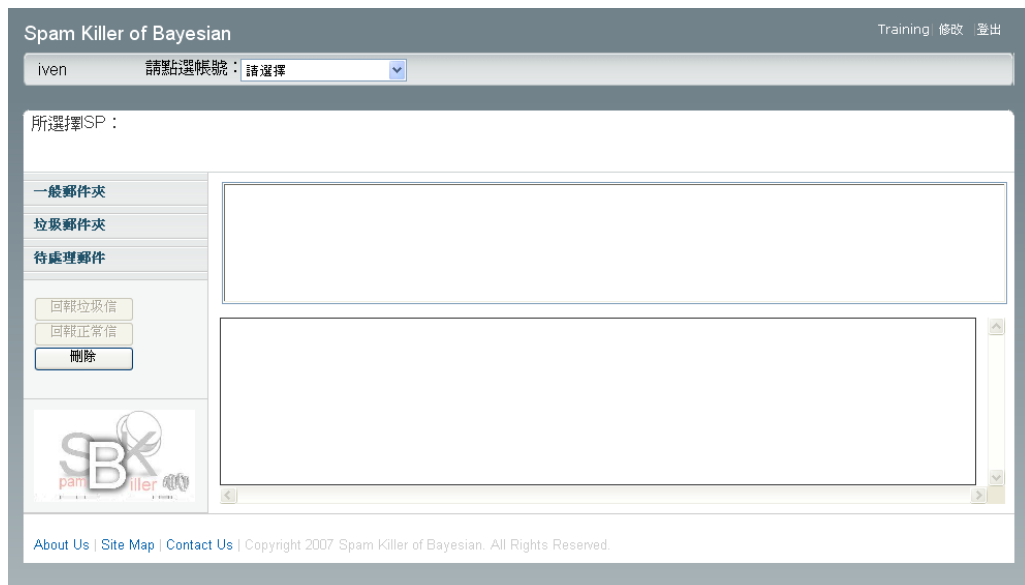 Spam Killer of Bayesian
Training | 修改 | 登出
iven 請點選帳號：請選擇
所選擇ISP：
一般郵件夾
垃圾郵件夾
待處理郵件
回報垃圾信
回報正常信
刪除
SBK
pam iller
About Us | Site Map | Contact Us | Copyright 2007 Spam Killer of Bayesian. All Rights Reserved.